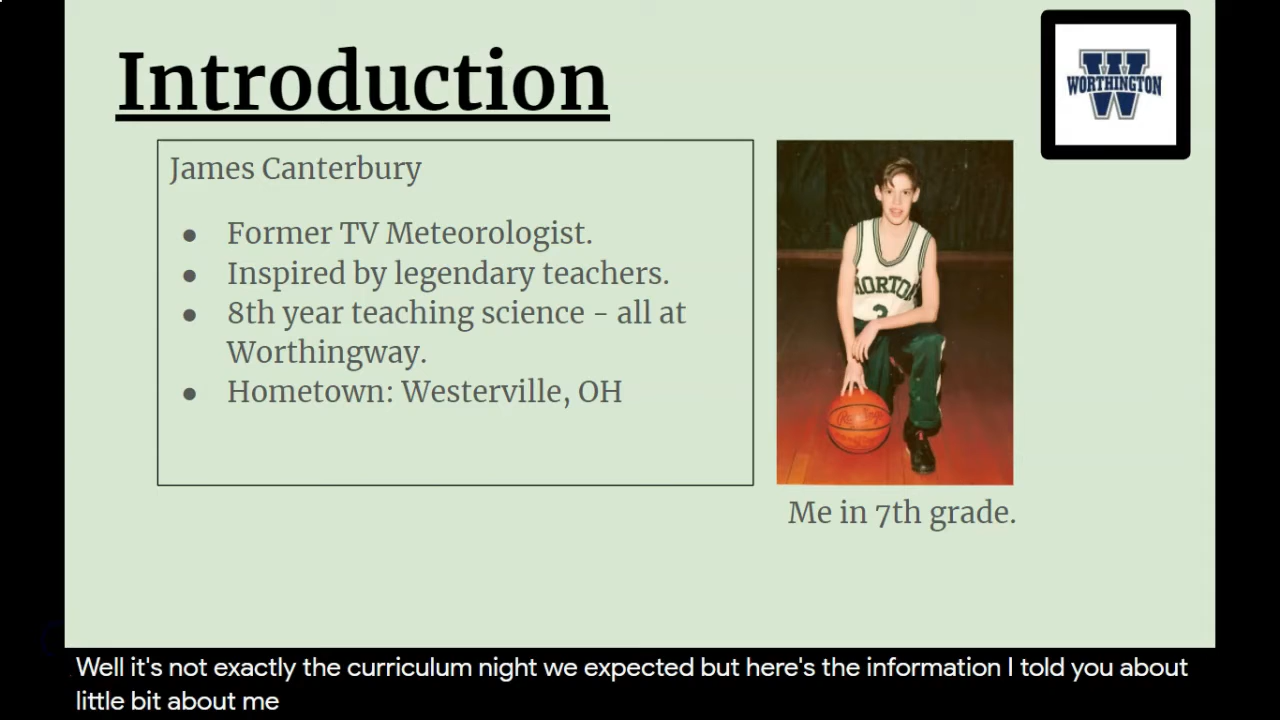 Introduction
WORTHINGTON
James Canterbury
● Former TV Meteorologist.
● Inspired by legendary teachers.
● 8th year teaching science - all at
Worthingway.
● Hometown: Westerville, OH
HORTON
3
Me in 7th grade.
Well it's not exactly the curriculum night we expected but here's the information I told you about
little bit about me